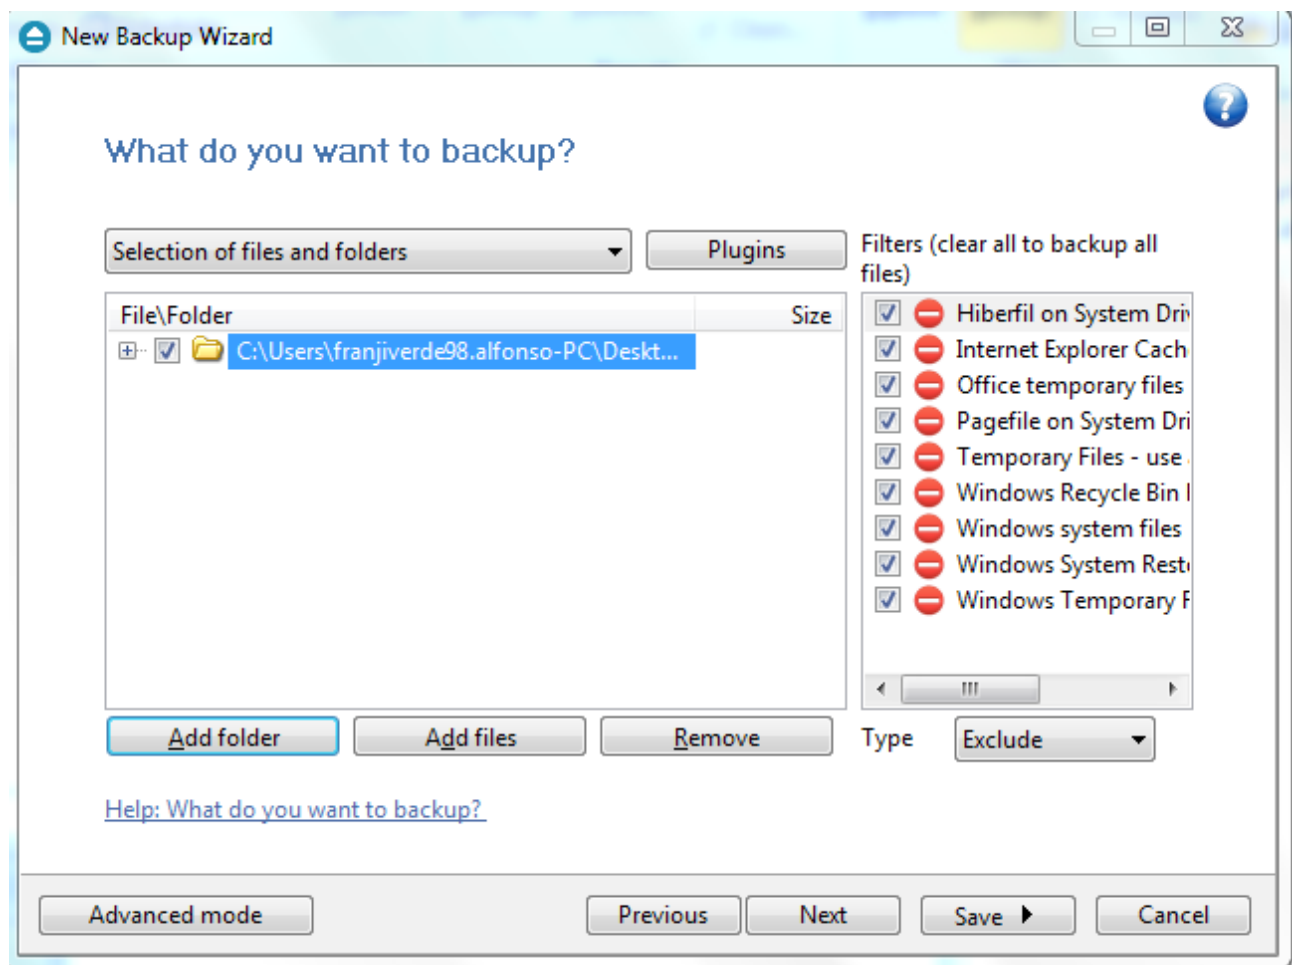 New Backup Wizard
What do you want to backup?
Selection of files and folders
Plugins
Filters (clear all to backup all
files)
File\Folder
Size
C:\Users\franjiverde98.alfonso-PC\Deskt...
Hiberfil on System Driv
Internet Explorer Cach
Office temporary files
Pagefile on System Dri
Temporary Files - use
Windows Recycle Bin
Windows system files
Windows System Rest
Windows Temporary F
Add folder
Add files
Remove
Type
Exclude
Help: What do you want to backup?
Advanced mode
Previous
Next
Save
Cancel